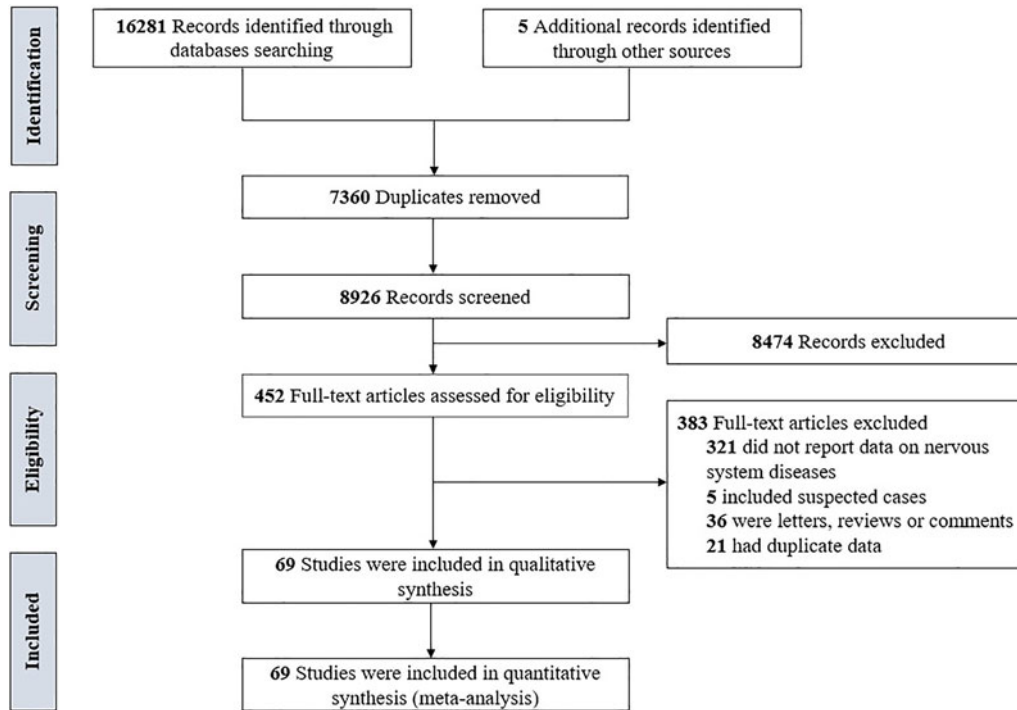 16281 Records identified through
databases searching
5 Additional records identified
through other sources
Identification
7360 Duplicates removed
Screening
8926 Records screened
8474 Records excluded
452 Full-text articles assessed for eligibility
Eligibility
383 Full-text articles excluded
321 did not report data on nervous
system diseases
5 included suspected cases
36 were letters, reviews or comments
21 had duplicate data
69 Studies were included in qualitative
synthesis
Included
69 Studies were included in quantitative
synthesis (meta-analysis)